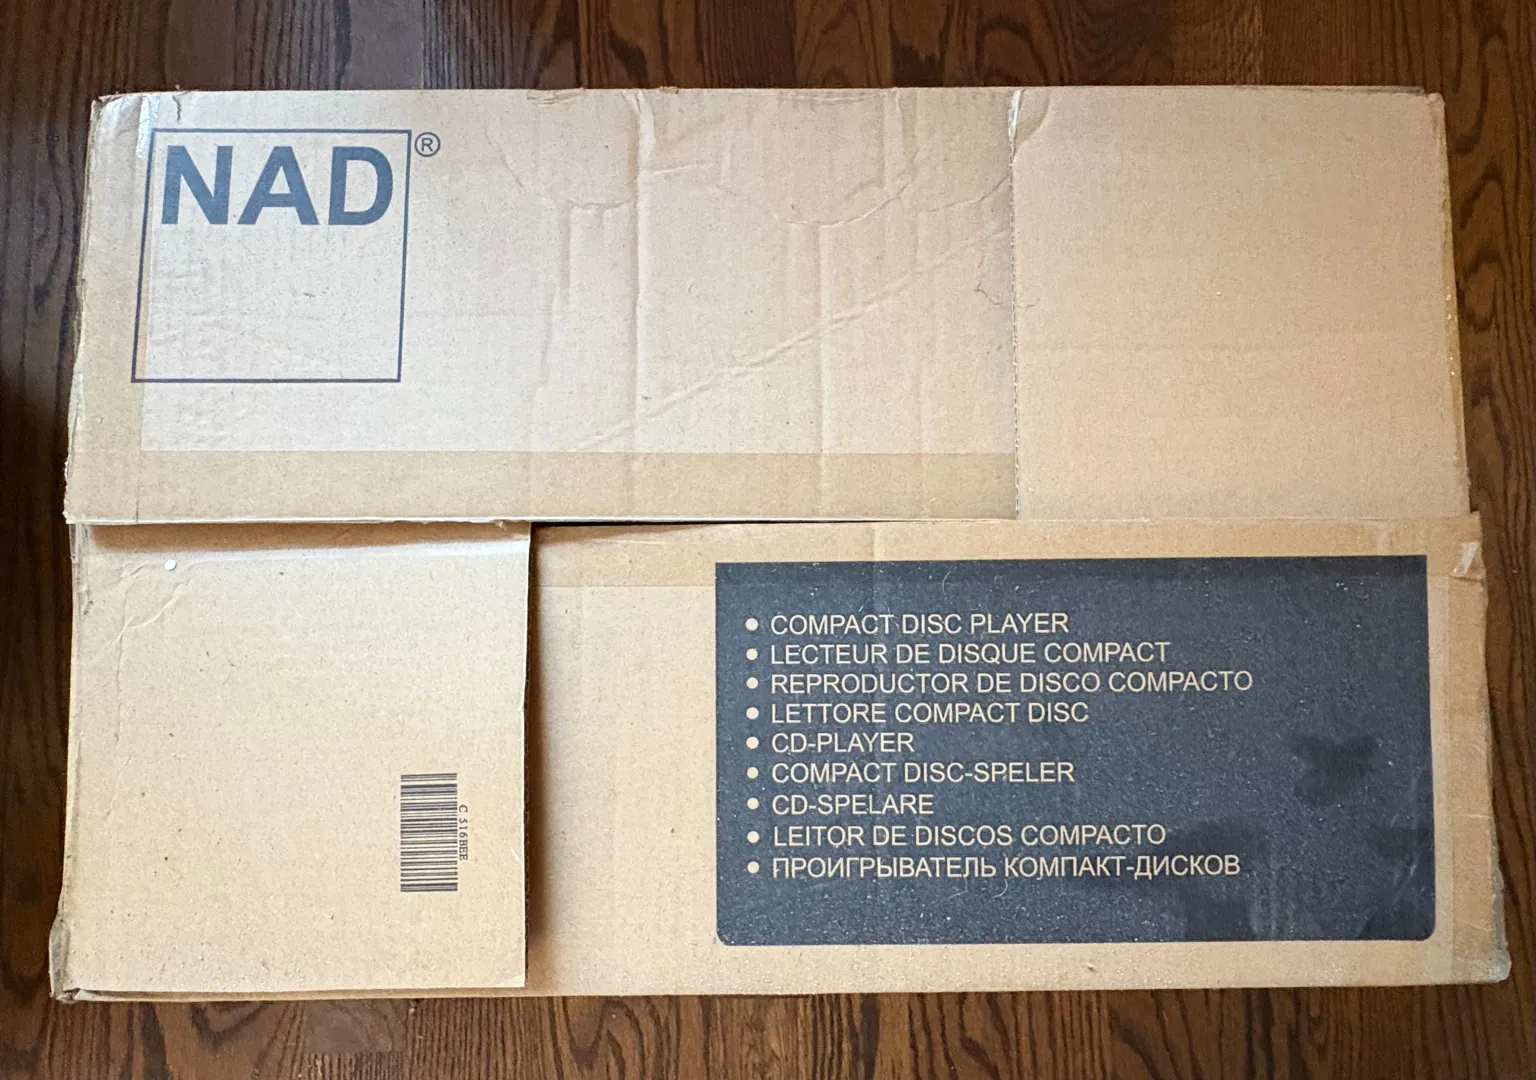 NAD®
C 516BEE
• COMPACT DISC PLAYER
• LECTEUR DE DISQUE COMPACT
• REPRODUCTOR DE DISCO COMPACTO
• LETTORE COMPACT DISC
• CD-PLAYER
• COMPACT DISC-SPELER
• CD-SPELARE
• LEITOR DE DISCOS COMPACTO
• ПРОИГРЫВАТЕЛЬ КОМПАКТ-ДИСКОВ